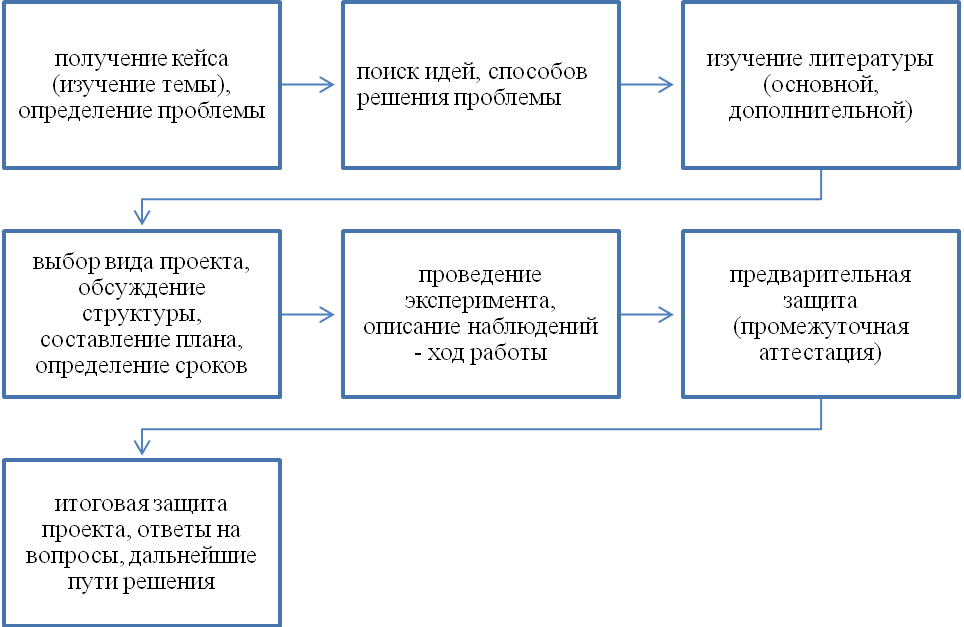 получение кейса
(изучение темы),
определение проблемы
поиск идей, способов
решения проблемы
изучение литературы
(основной,
дополнительной)
выбор вида проекта,
обсуждение
структуры,
составление плана,
определение сроков
проведение
эксперимента,
описание наблюдений
- ход работы
предварительная
защита
(промежуточная
аттестация)
итоговая защита
проекта, ответы на
вопросы, дальнейшие
пути решения